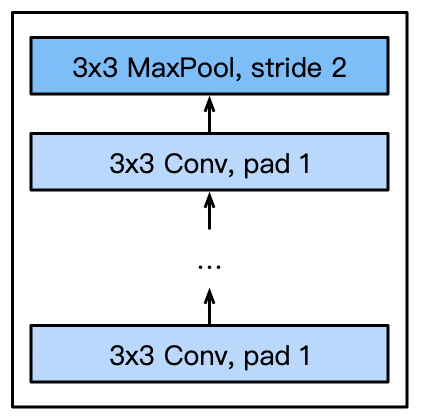 3x3 MaxPool, stride 2
3x3 Conv, pad 1
...
3x3 Conv, pad 1